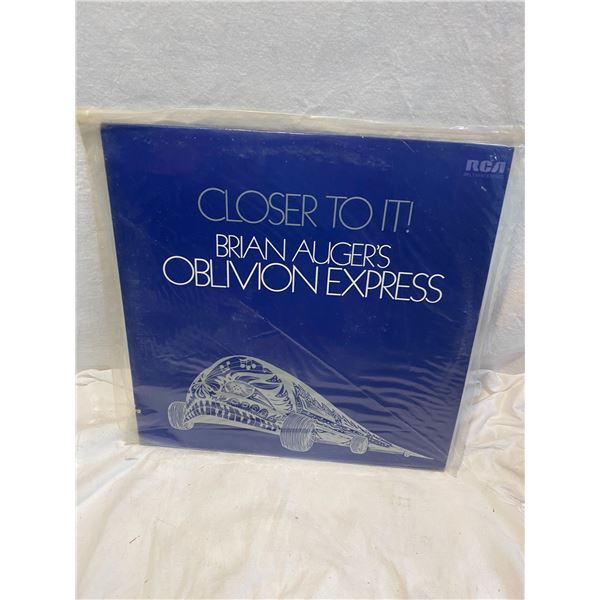 RCA
CLOSER TO IT!
BRIAN AUGER'S
OBLIVION EXPRESS